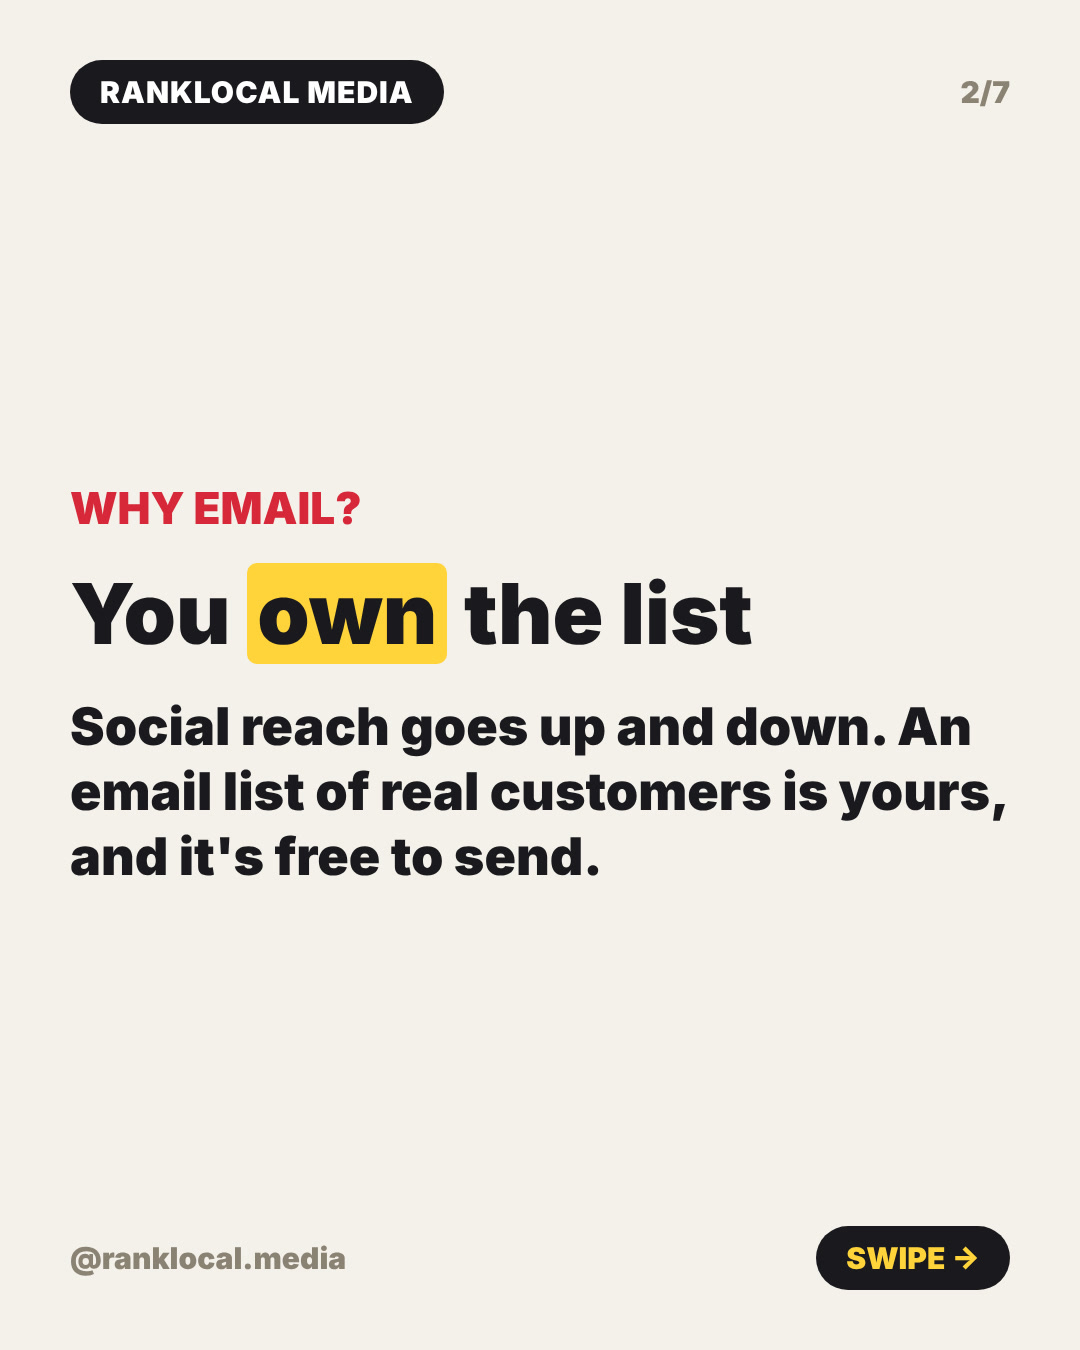 RANKLOCAL MEDIA
2/7
WHY EMAIL?
You own the list
Social reach goes up and down. An
email list of real customers is yours,
and it's free to send.
@ranklocal.media
SWIPE →